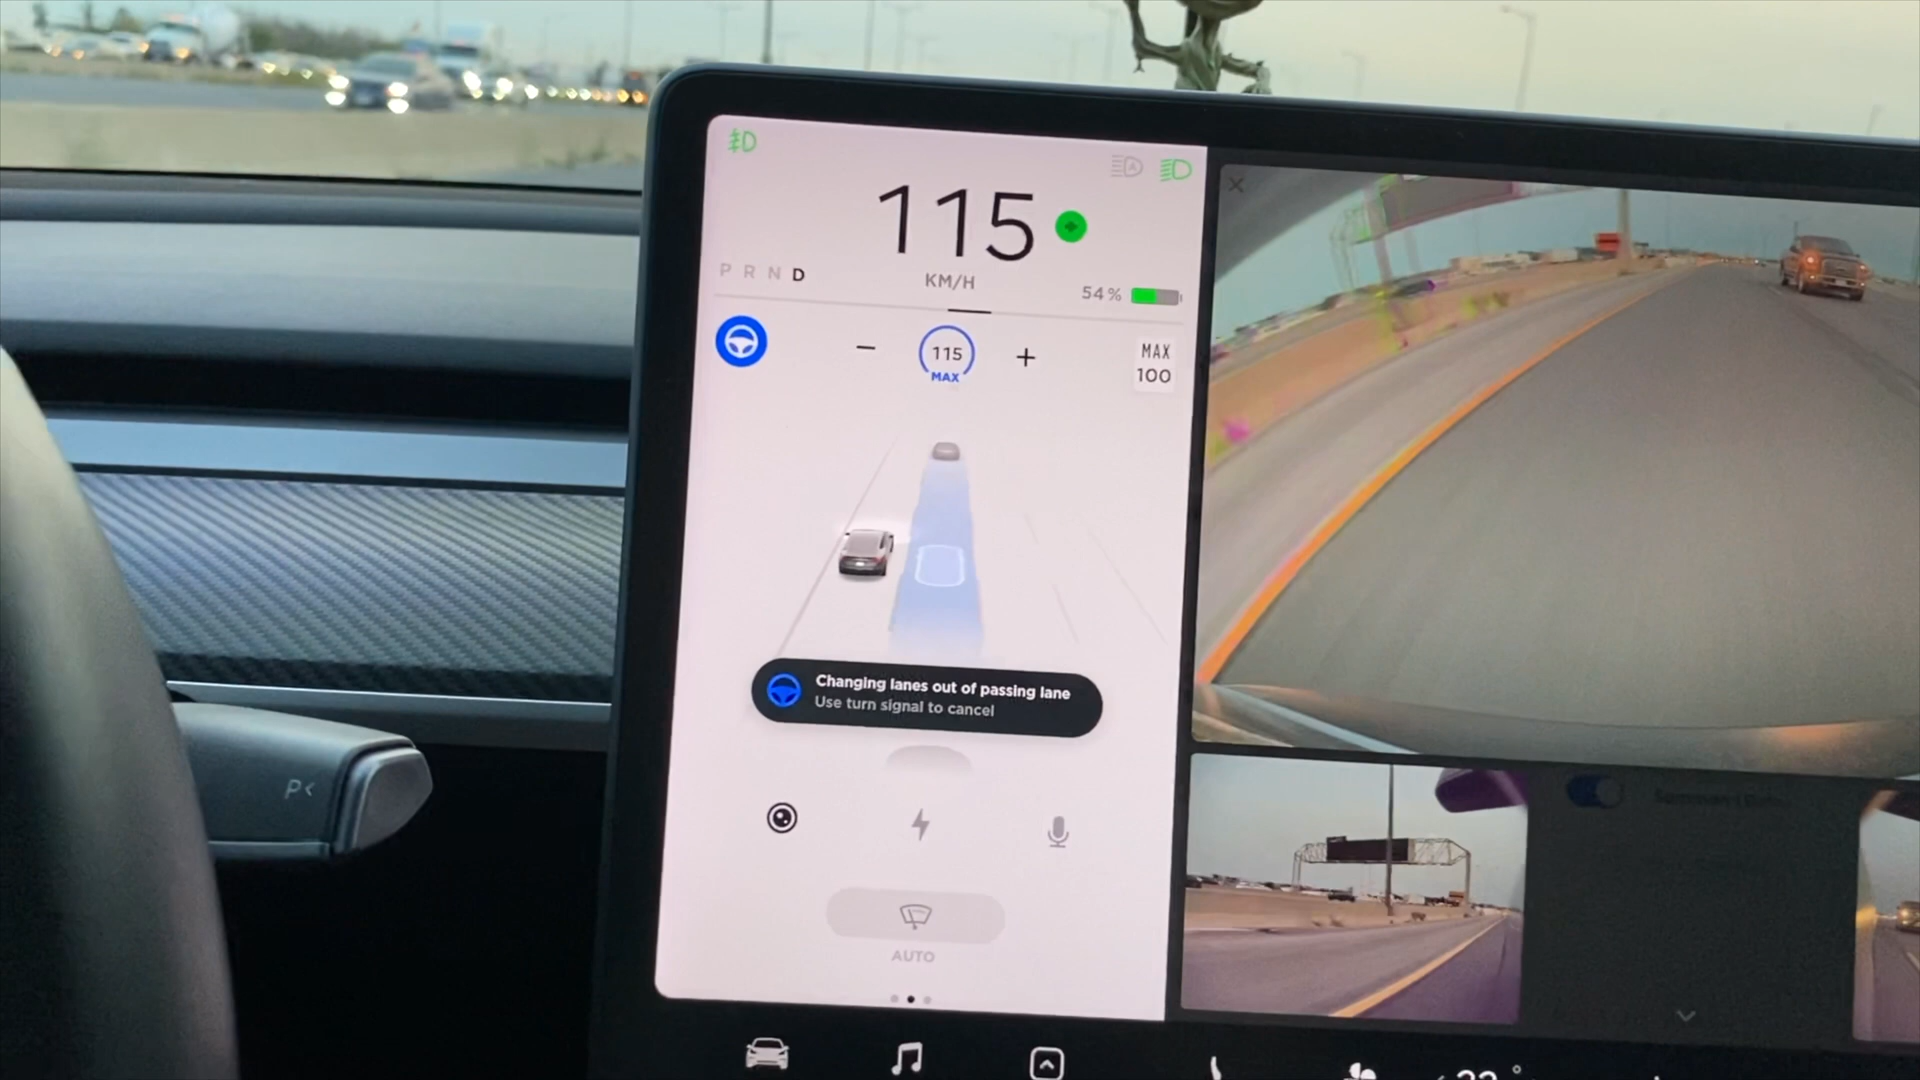 115
KM/H
P R N D
54%
115
MAX
MAX
100
Changing lanes out of passing lane
Use turn signal to cancel
P<
AUTO